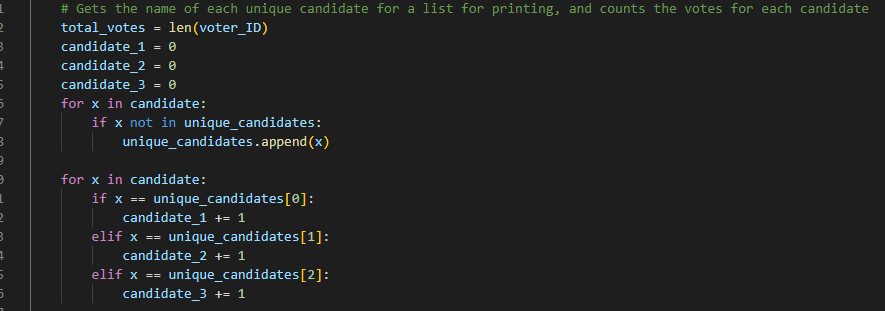 # Gets the name of each unique candidate for a list for printing, and counts the votes for each candidate
total_votes = len(voter_ID)
candidate_1 = 0
candidate_2 = 0
candidate_3 = 0
for x in candidate:
    if x not in unique_candidates:
        unique_candidates.append(x)

for x in candidate:
    if x == unique_candidates[0]:
        candidate_1 += 1
    elif x == unique_candidates[1]:
        candidate_2 += 1
    elif x == unique_candidates[2]:
        candidate_3 += 1